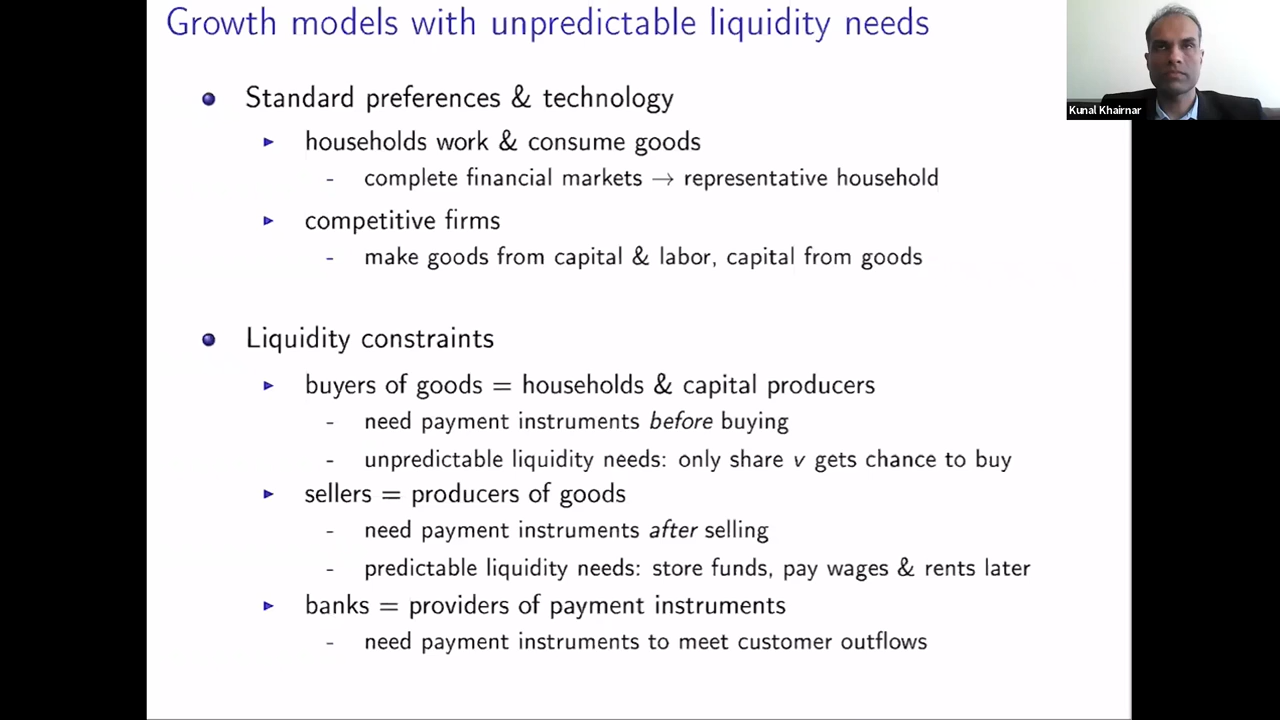 Growth models with unpredictable liquidity needs
Kunal Khairnar
Standard preferences & technology
households work & consume goods
- complete financial markets → representative household
competitive firms
- make goods from capital & labor, capital from goods
Liquidity constraints
buyers of goods = households & capital producers
- need payment instruments before buying
- unpredictable liquidity needs: only share v gets chance to buy
sellers = producers of goods
- need payment instruments after selling
- predictable liquidity needs: store funds, pay wages & rents later
banks = providers of payment instruments
- need payment instruments to meet customer outflows